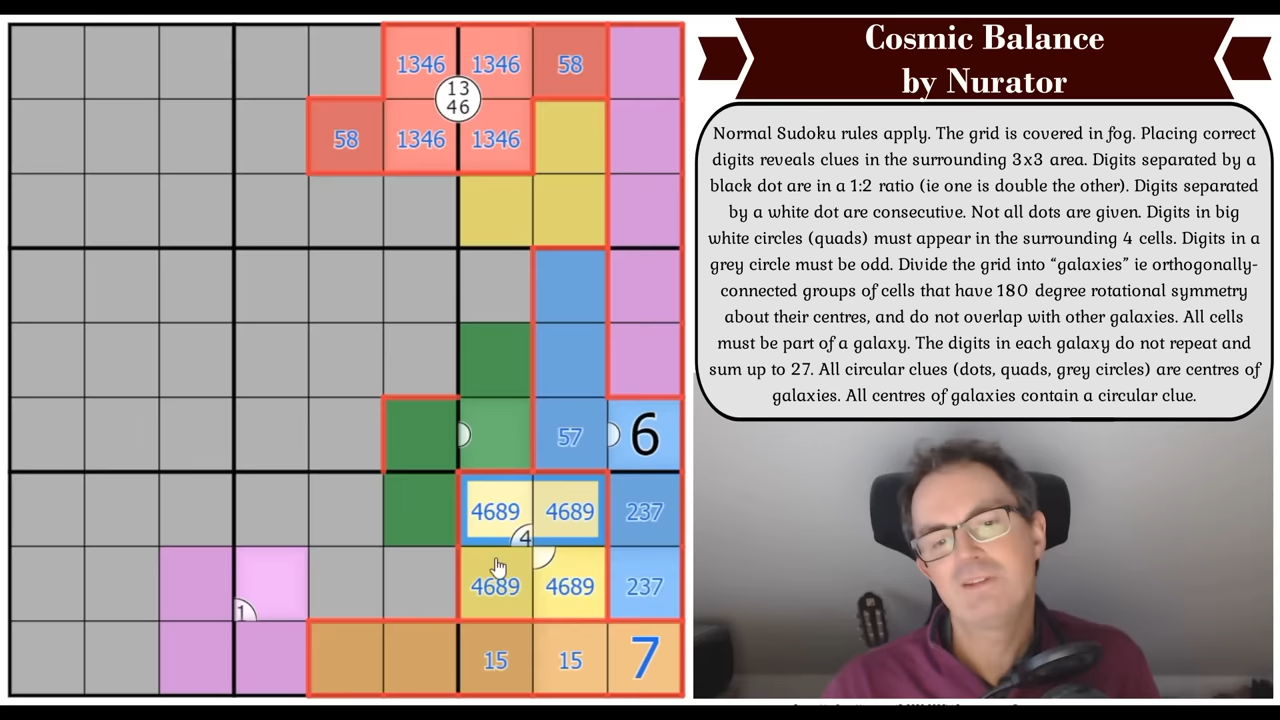 Cosmic Balance
by Nurator
Normal Sudoku rules apply. The grid is covered in fog. Placing correct
digits reveals clues in the surrounding 3x3 area. Digits separated by a
black dot are in a 1:2 ratio (ie one is double the other). Digits separated
by a white dot are consecutive. Not all dots are given. Digits in big
white circles (quads) must appear in the surrounding 4 cells. Digits in a
grey circle must be odd. Divide the grid into “galaxies” ie orthogonally-
connected groups of cells that have 180 degree rotational symmetry
about their centres, and do not overlap with other galaxies. All cells
must be part of a galaxy. The digits in each galaxy do not repeat and
sum up to 27. All circular clues (dots, quads, grey circles) are centres of
galaxies. All centres of galaxies contain a circular clue.
1346 1346 58
13
46
58 1346 1346
57 6
4689 4689 237
4
4689 4689 237
1
15 15 7